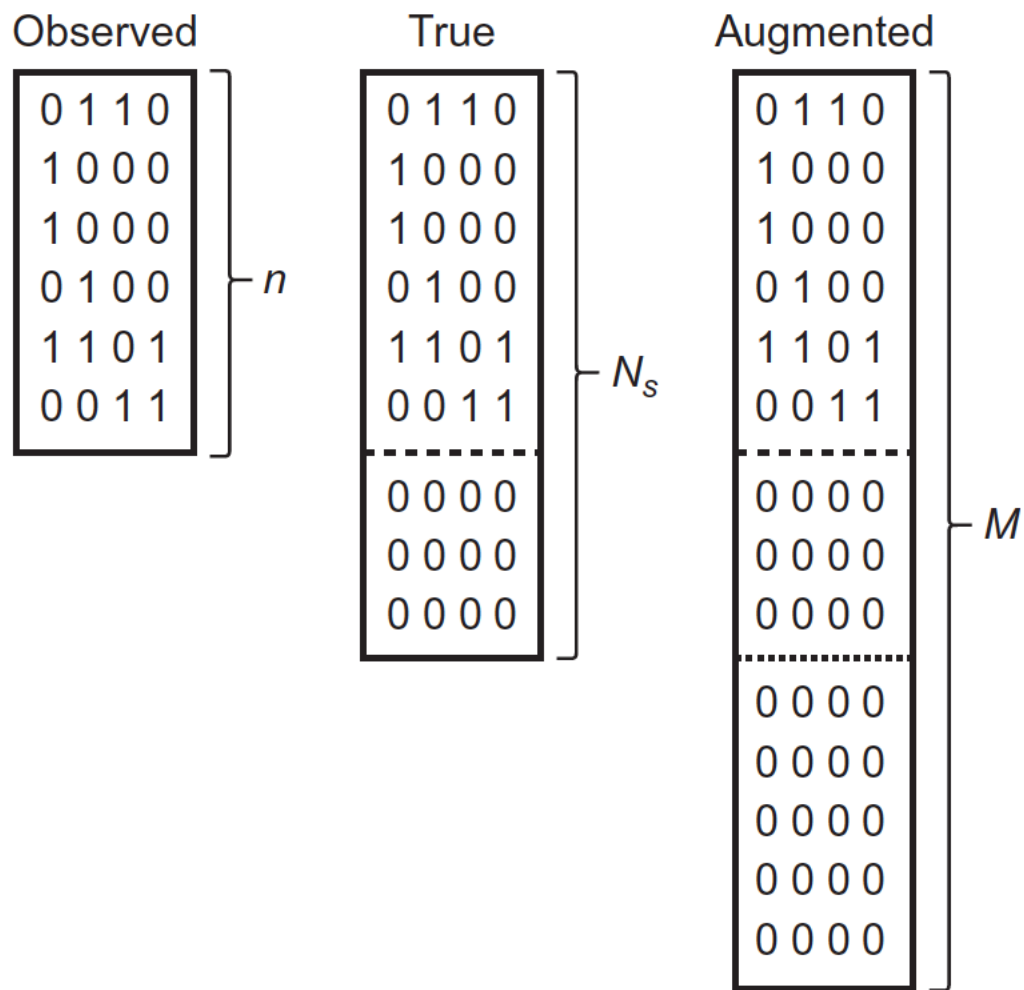 Observed True Augmented
0 1 1 0 0 1 1 0 0 1 1 0
1 0 0 0 1 0 0 0 1 0 0 0
1 0 0 0 1 0 0 0 1 0 0 0
0 1 0 0 n 0 1 0 0 0 1 0 0
1 1 0 1 1 1 0 1 N_s 1 1 0 1
0 0 1 1 0 0 1 1 0 0 1 1
0 0 0 0 0 0 0 0
0 0 0 0 0 0 0 0 M
0 0 0 0 0 0 0 0
0 0 0 0
0 0 0 0
0 0 0 0
0 0 0 0
0 0 0 0